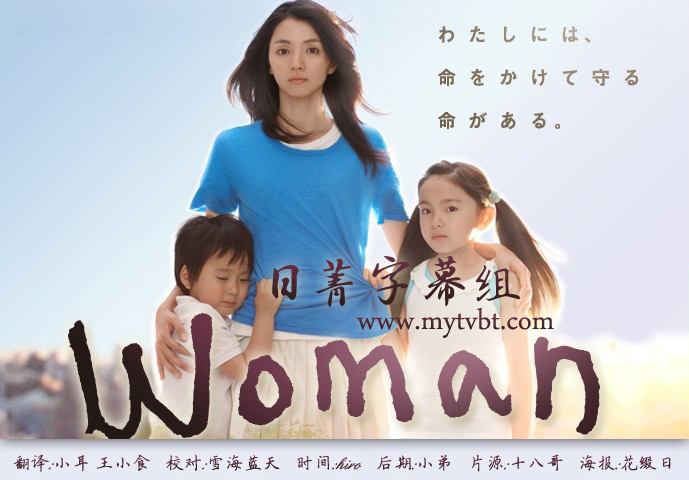 わたしには、
命をかけて守る
命がある。
日菁字幕组
www.mytvbt.com
Woman
翻译:小耳 王小食 校对:雪海蓝天 时间:hiro 后期:小弟 片源:十八哥 海报:花缀日